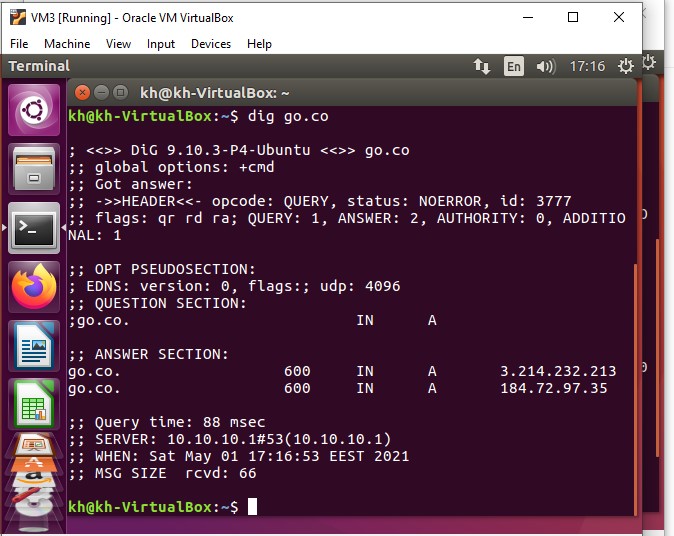 VM3 [Running] - Oracle VM VirtualBox
File Machine View Input Devices Help
Terminal En 17:16
kh@kh-VirtualBox: ~
kh@kh-VirtualBox:~$ dig go.co
; <<>> DiG 9.10.3-P4-Ubuntu <<>> go.co
;; global options: +cmd
;; Got answer:
;; ->>HEADER<<- opcode: QUERY, status: NOERROR, id: 3777
;; flags: qr rd ra; QUERY: 1, ANSWER: 2, AUTHORITY: 0, ADDITIO
NAL: 1
;; OPT PSEUDOSECTION:
; EDNS: version: 0, flags:; udp: 4096
;; QUESTION SECTION:
;go.co. IN A
;; ANSWER SECTION:
go.co. 600 IN A 3.214.232.213
go.co. 600 IN A 184.72.97.35
;; Query time: 88 msec
;; SERVER: 10.10.10.1#53(10.10.10.1)
;; WHEN: Sat May 01 17:16:53 EEST 2021
;; MSG SIZE rcvd: 66
kh@kh-VirtualBox:~$